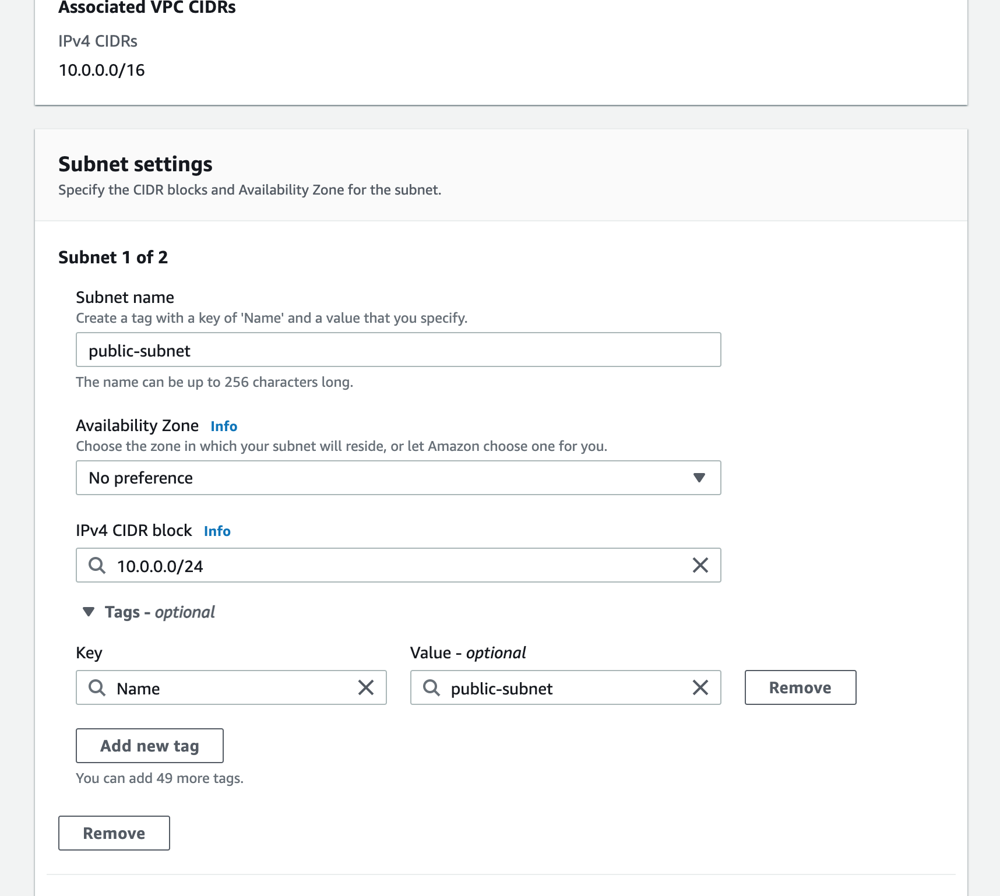 Associated VPC CIDRs
IPv4 CIDRs
10.0.0.0/16
Subnet settings
Specify the CIDR blocks and Availability Zone for the subnet.
Subnet 1 of 2
Subnet name
Create a tag with a key of 'Name' and a value that you specify.
public-subnet
The name can be up to 256 characters long.
Availability Zone Info
Choose the zone in which your subnet will reside, or let Amazon choose one for you.
No preference
IPv4 CIDR block Info
10.0.0.0/24
Tags - optional
Key Value - optional
Name public-subnet Remove
Add new tag
You can add 49 more tags.
Remove